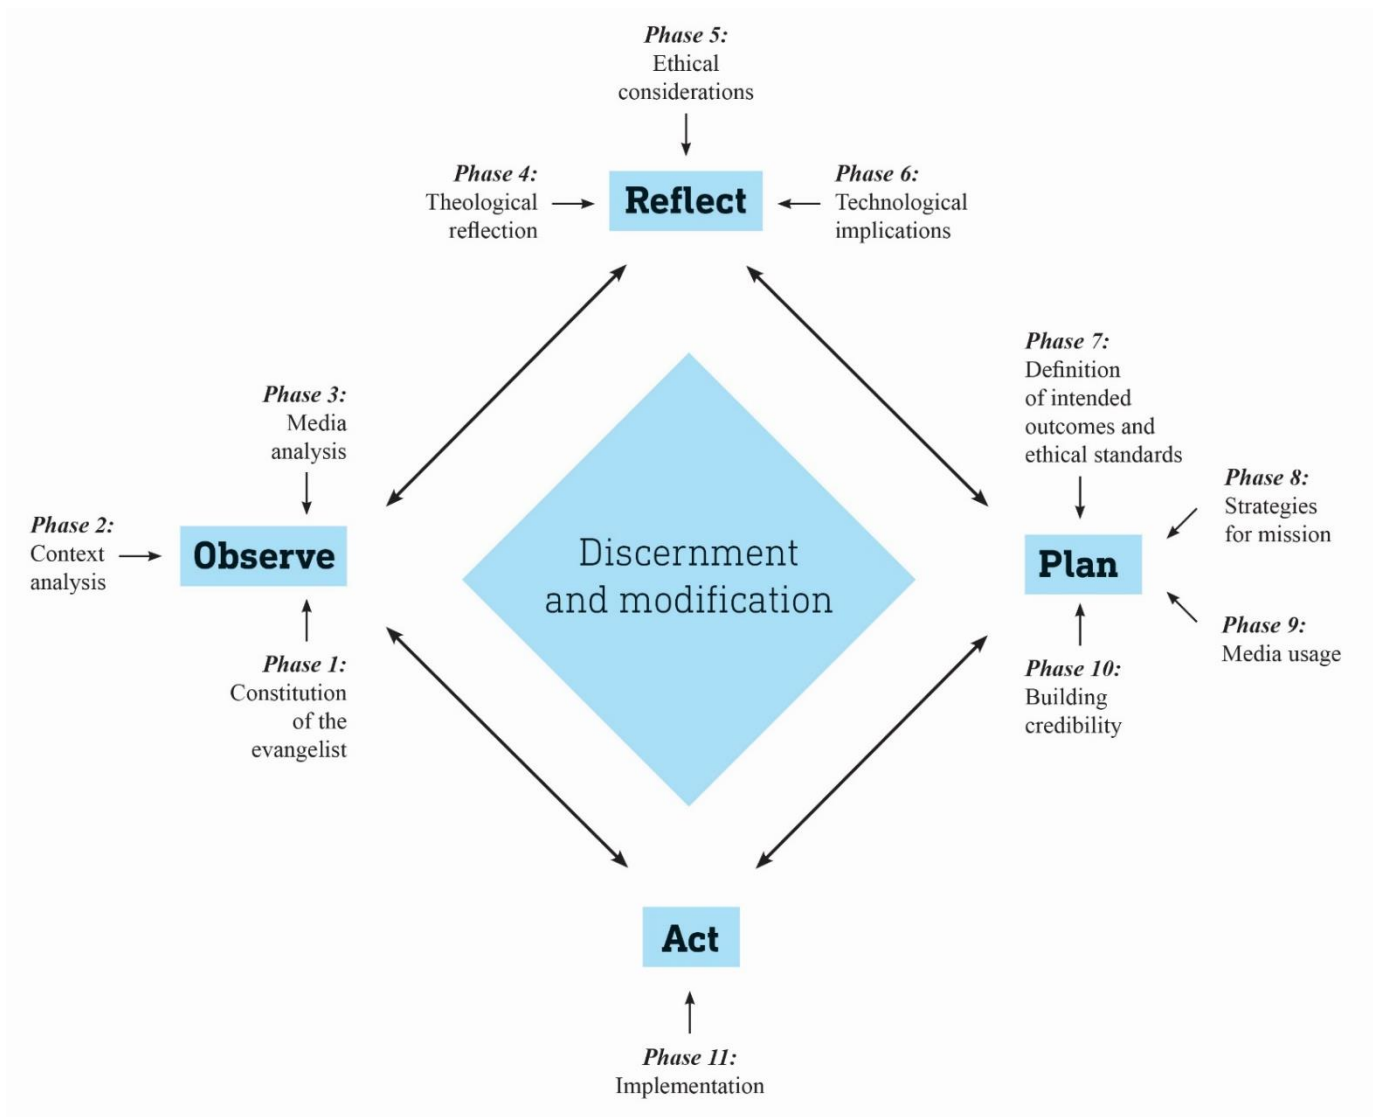 Phase 5:
Ethical
considerations
Phase 4:
Theological
reflection
Reflect
Phase 6:
Technological
implications
Phase 3:
Media
analysis
Phase 2:
Context
analysis
Observe
Phase 1:
Constitution
of the
evangelist
Discernment
and modification
Phase 7:
Definition
of intended
outcomes and
ethical standards
Phase 8:
Strategies
for mission
Plan
Phase 9:
Media usage
Phase 10:
Building
credibility
Act
Phase 11:
Implementation